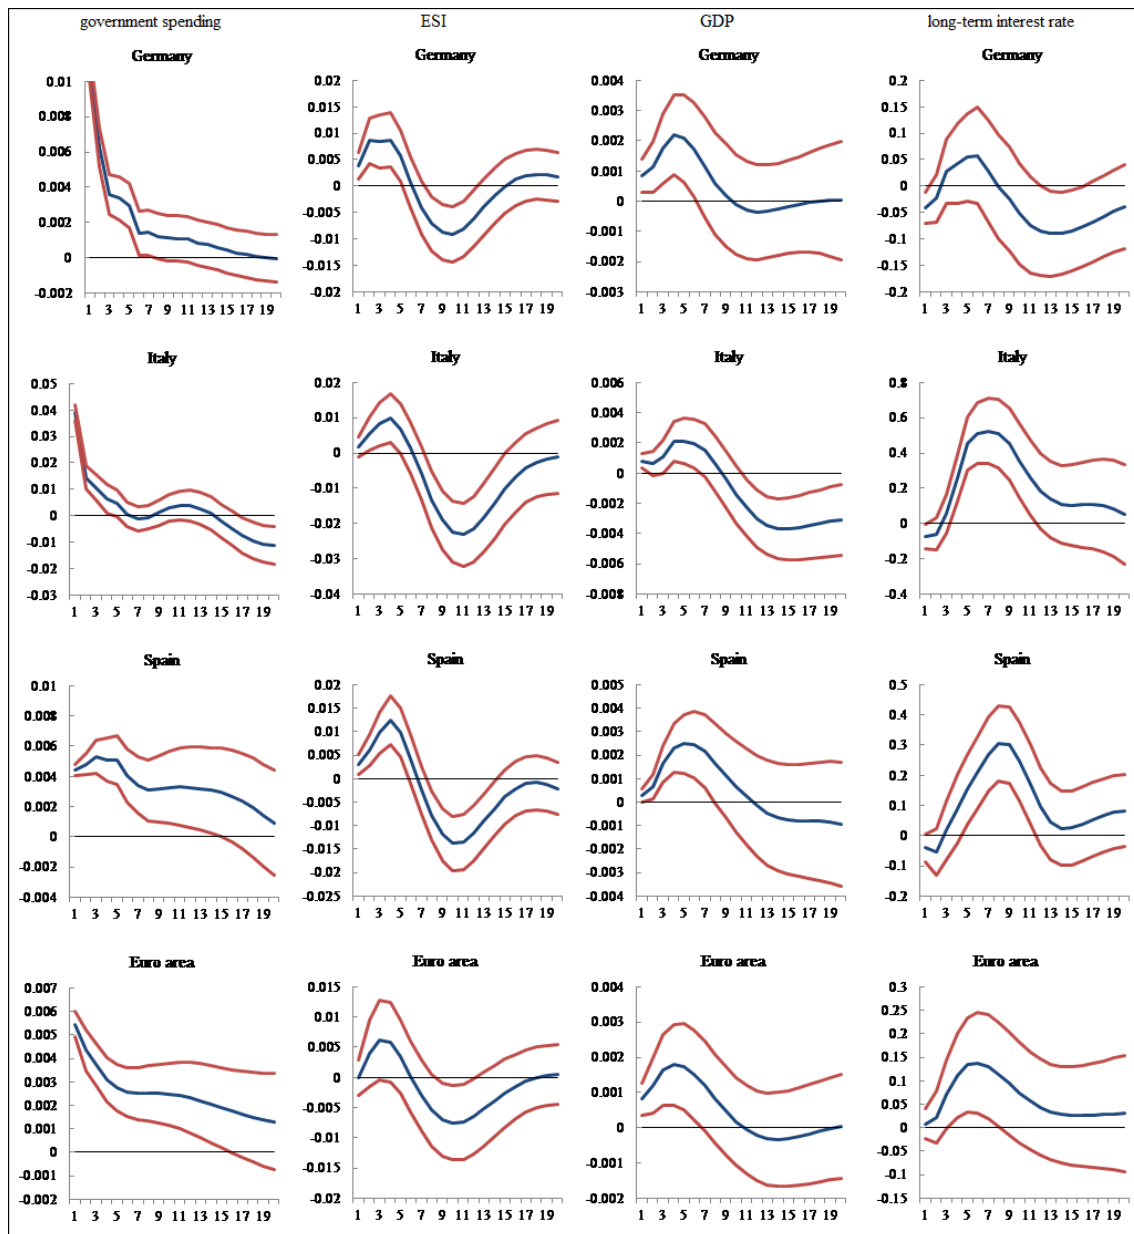 government spending ESI GDP long-term interest rate
Germany Germany Germany Germany
0.01 0.02 0.004 0.2
0.008 0.015 0.003 0.15
0.006 0.01 0.002 0.1
0.004 0.005 0.001 0.05
0.002 0 0 0
0 -0.005 -0.001 -0.05
-0.002 -0.01 -0.002 -0.1
-0.015 -0.003 -0.15
-0.02 -0.2
1 3 5 7 9 11 13 15 17 19 1 3 5 7 9 11 13 15 17 19 1 3 5 7 9 11 13 15 17 19 1 3 5 7 9 11 13 15 17 19
Italy Italy Italy Italy
0.05 0.02 0.006 0.8
0.04 0.01 0.004 0.6
0.03 0 0.002 0.4
0.02 -0.01 0 0.2
0.01 -0.02 -0.002 0
0 -0.03 -0.004 -0.2
-0.01 -0.04 -0.006 -0.4
-0.02 -0.008
-0.03
1 3 5 7 9 11 13 15 17 19 1 3 5 7 9 11 13 15 17 19 1 3 5 7 9 11 13 15 17 19 1 3 5 7 9 11 13 15 17 19
Spain Spain Spain Spain
0.01 0.02 0.005 0.5
0.008 0.015 0.004 0.4
0.006 0.01 0.003 0.3
0.004 0.005 0.002 0.2
0.002 0 0.001 0.1
0 -0.005 0 0
-0.002 -0.01 -0.001 -0.1
-0.004 -0.015 -0.002 -0.2
-0.02 -0.003
-0.025 -0.004
1 3 5 7 9 11 13 15 17 19 1 3 5 7 9 11 13 15 17 19 1 3 5 7 9 11 13 15 17 19 1 3 5 7 9 11 13 15 17 19
Euro area Euro area Euro area Euro area
0.007 0.015 0.004 0.3
0.006 0.01 0.003 0.25
0.005 0.005 0.002 0.2
0.004 0 0.001 0.15
0.003 -0.005 0 0.1
0.002 -0.01 -0.001 0.05
0.001 -0.015 -0.002 0
0 -0.02 -0.05
-0.001 -0.1
-0.002 -0.15
1 3 5 7 9 11 13 15 17 19 1 3 5 7 9 11 13 15 17 19 1 3 5 7 9 11 13 15 17 19 1 3 5 7 9 11 13 15 17 19